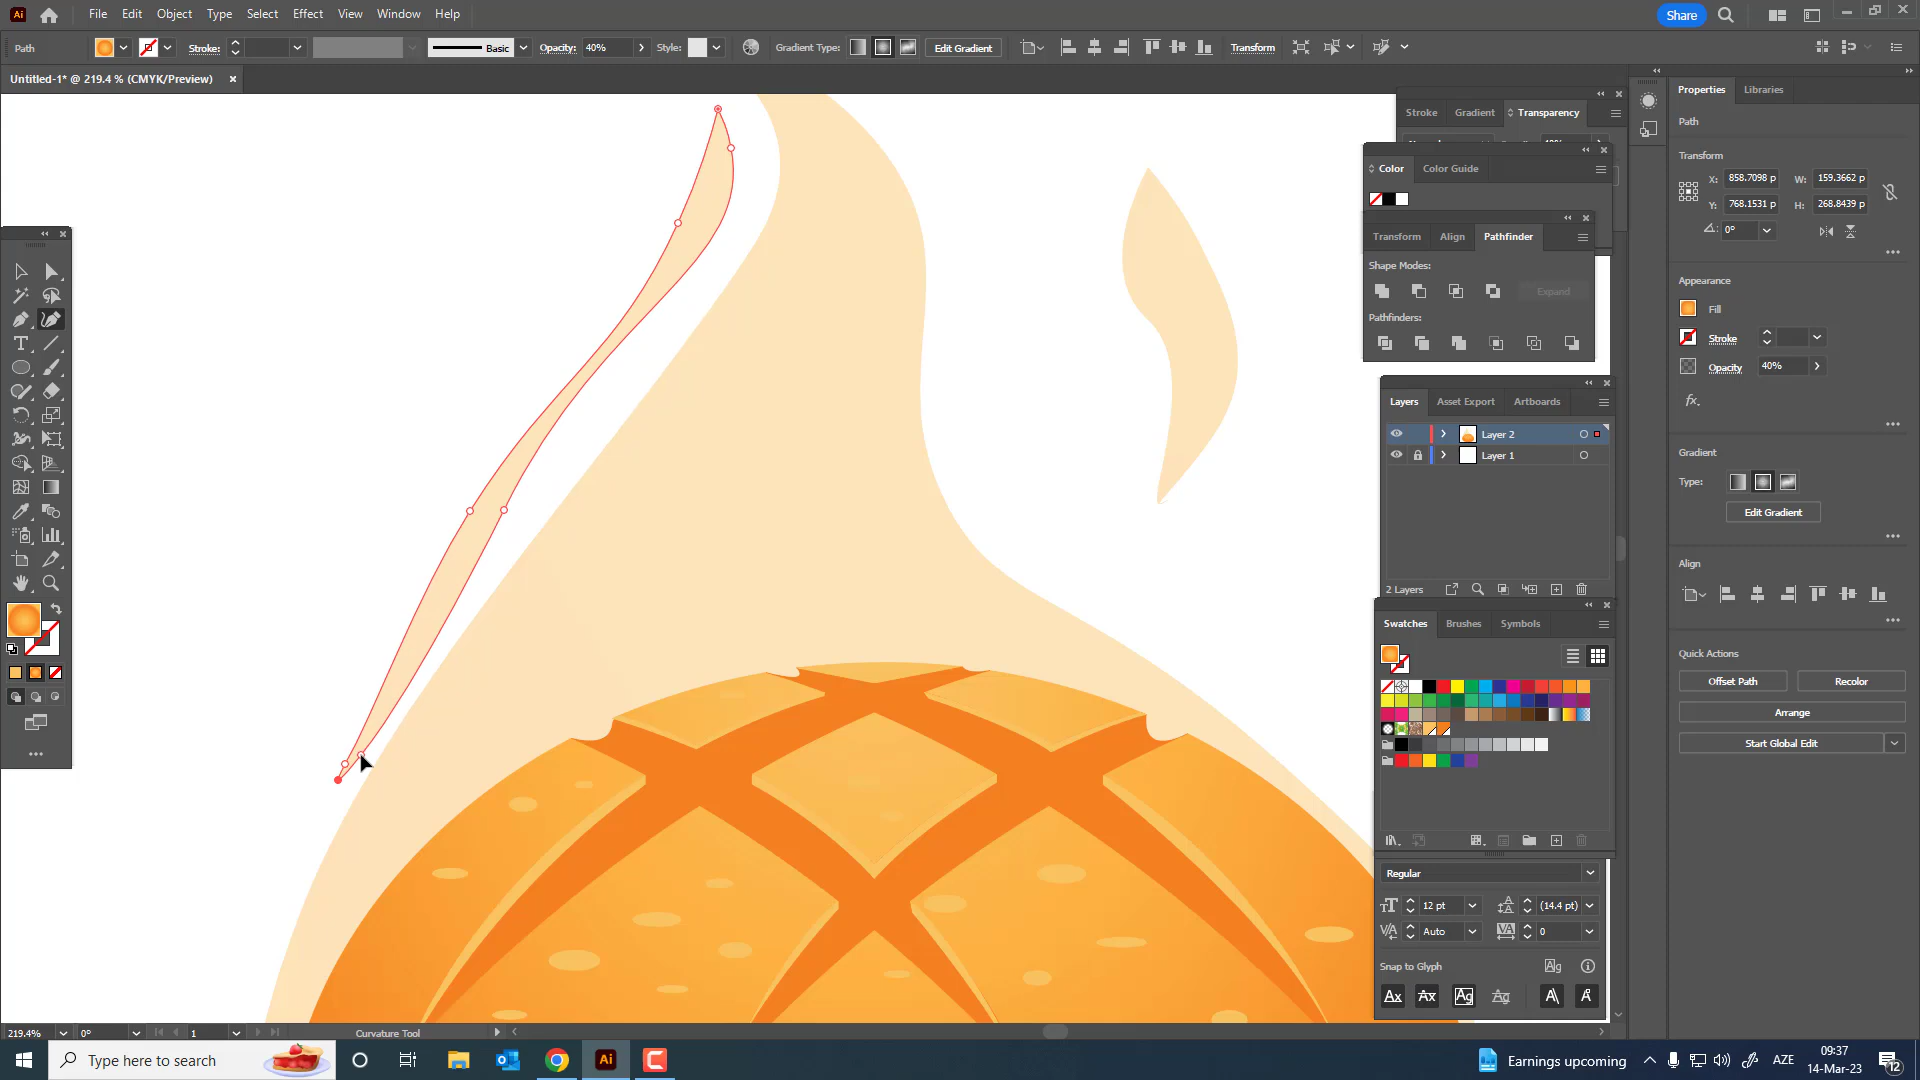 Ai File Edit Object Type Select Effect View Window Help Share
Path Stroke: Basic Opacity: 40% Style: Gradient Type: Edit Gradient Transform
Untitled-1* @ 219.4 % (CMYK/Preview)
Stroke Gradient Transparency
Color Color Guide
Transform Align Pathfinder
Shape Modes:
Expand
Pathfinders:
Layers Asset Export Artboards
Layer 2
Layer 1
2 Layers
Swatches Brushes Symbols
Regular
12 pt (14.4 pt)
Auto 0
Snap to Glyph
Properties Libraries
Path
Transform
X: 858.7098 p W: 159.3662 p
Y: 768.1531 p H: 268.8439 p
0°
Appearance
Fill
Stroke
Opacity 40%
fx.
Gradient
Type:
Edit Gradient
Align
Quick Actions
Offset Path Recolor
Arrange
Start Global Edit
219.4% 0° 1 Curvature Tool
Type here to search
Ai
Earnings upcoming AZE 09:37
14-Mar-23 12